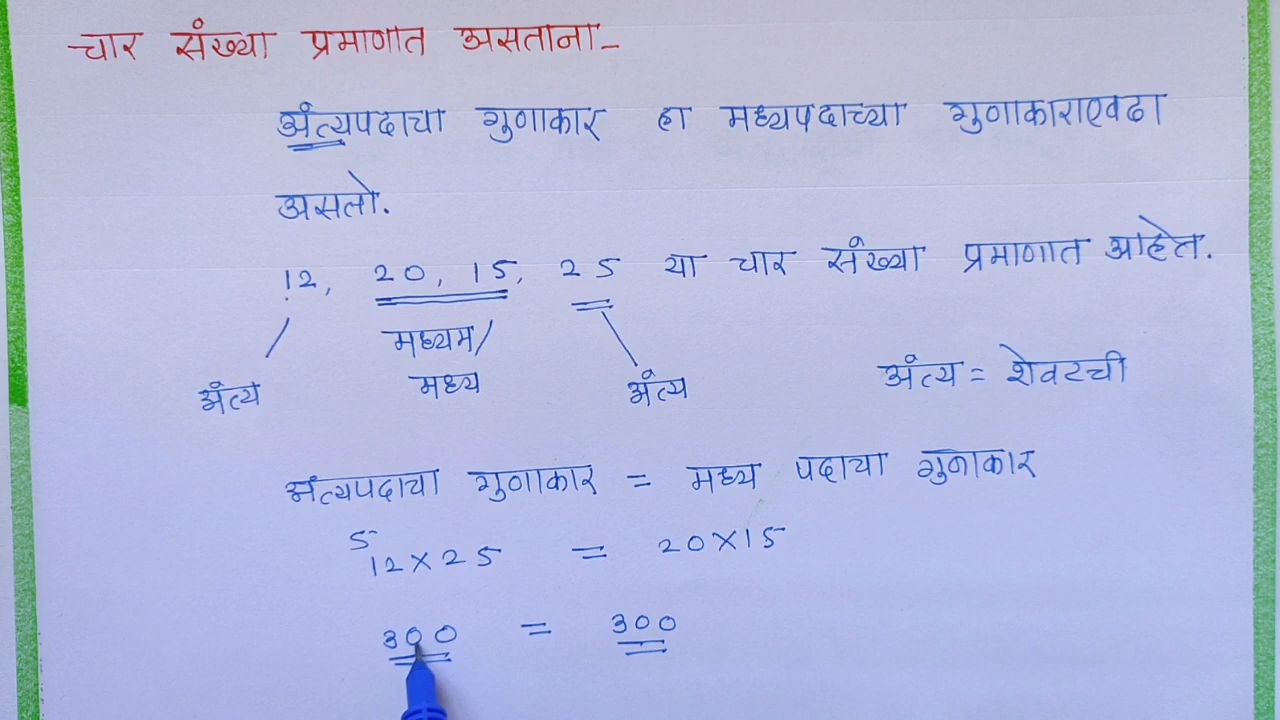 चार संख्या प्रमाणात असताना-
अंत्यपदाचा गुणाकार हा मध्यपदाच्या गुणाकाराएवढा
असतो.
12, 20, 15, 25 या चार संख्या प्रमाणात आहेत.
मध्यम/
मध्य
अंत्य अंत्य अंत्य = शेवटची
अंत्यपदाचा गुणाकार = मध्य पदाचा गुणाकार
5
12 × 25 = 20 × 15
300 = 300